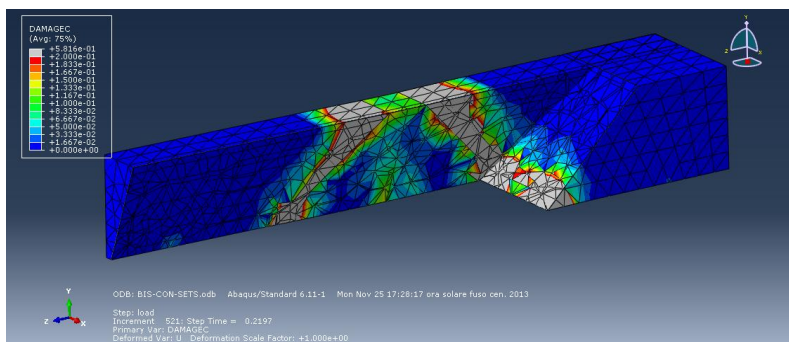 DAMAGEC
(Avg: 75%)
+5.816e-01
+2.000e-01
+1.833e-01
+1.667e-01
+1.500e-01
+1.333e-01
+1.167e-01
+1.000e-01
+8.333e-02
+6.667e-02
+5.000e-02
+3.333e-02
+1.667e-02
+0.000e+00
Y
Z
X
Y
Z
X
ODB: BIS-CON-SETS.odb Abaqus/Standard 6.11-1 Mon Nov 25 17:28:17 ora solare fuso cen. 2013
Step: load
Increment 521: Step Time = 0.2197
Primary Var: DAMAGEC
Deformed Var: U Deformation Scale Factor: +1.000e+00